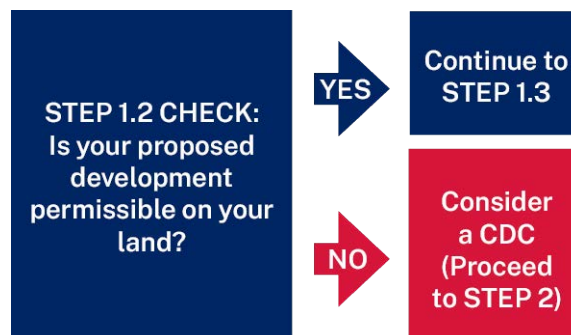 STEP 1.2 CHECK:
Is your proposed
development
permissible on your
land?
YES
Continue to
STEP 1.3
NO
Consider
a CDC
(Proceed
to STEP 2)